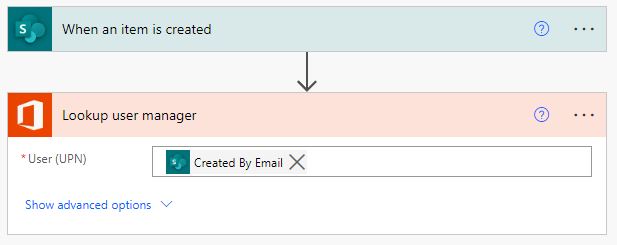 When an item is created
Lookup user manager
* User (UPN)
Created By Email
Show advanced options